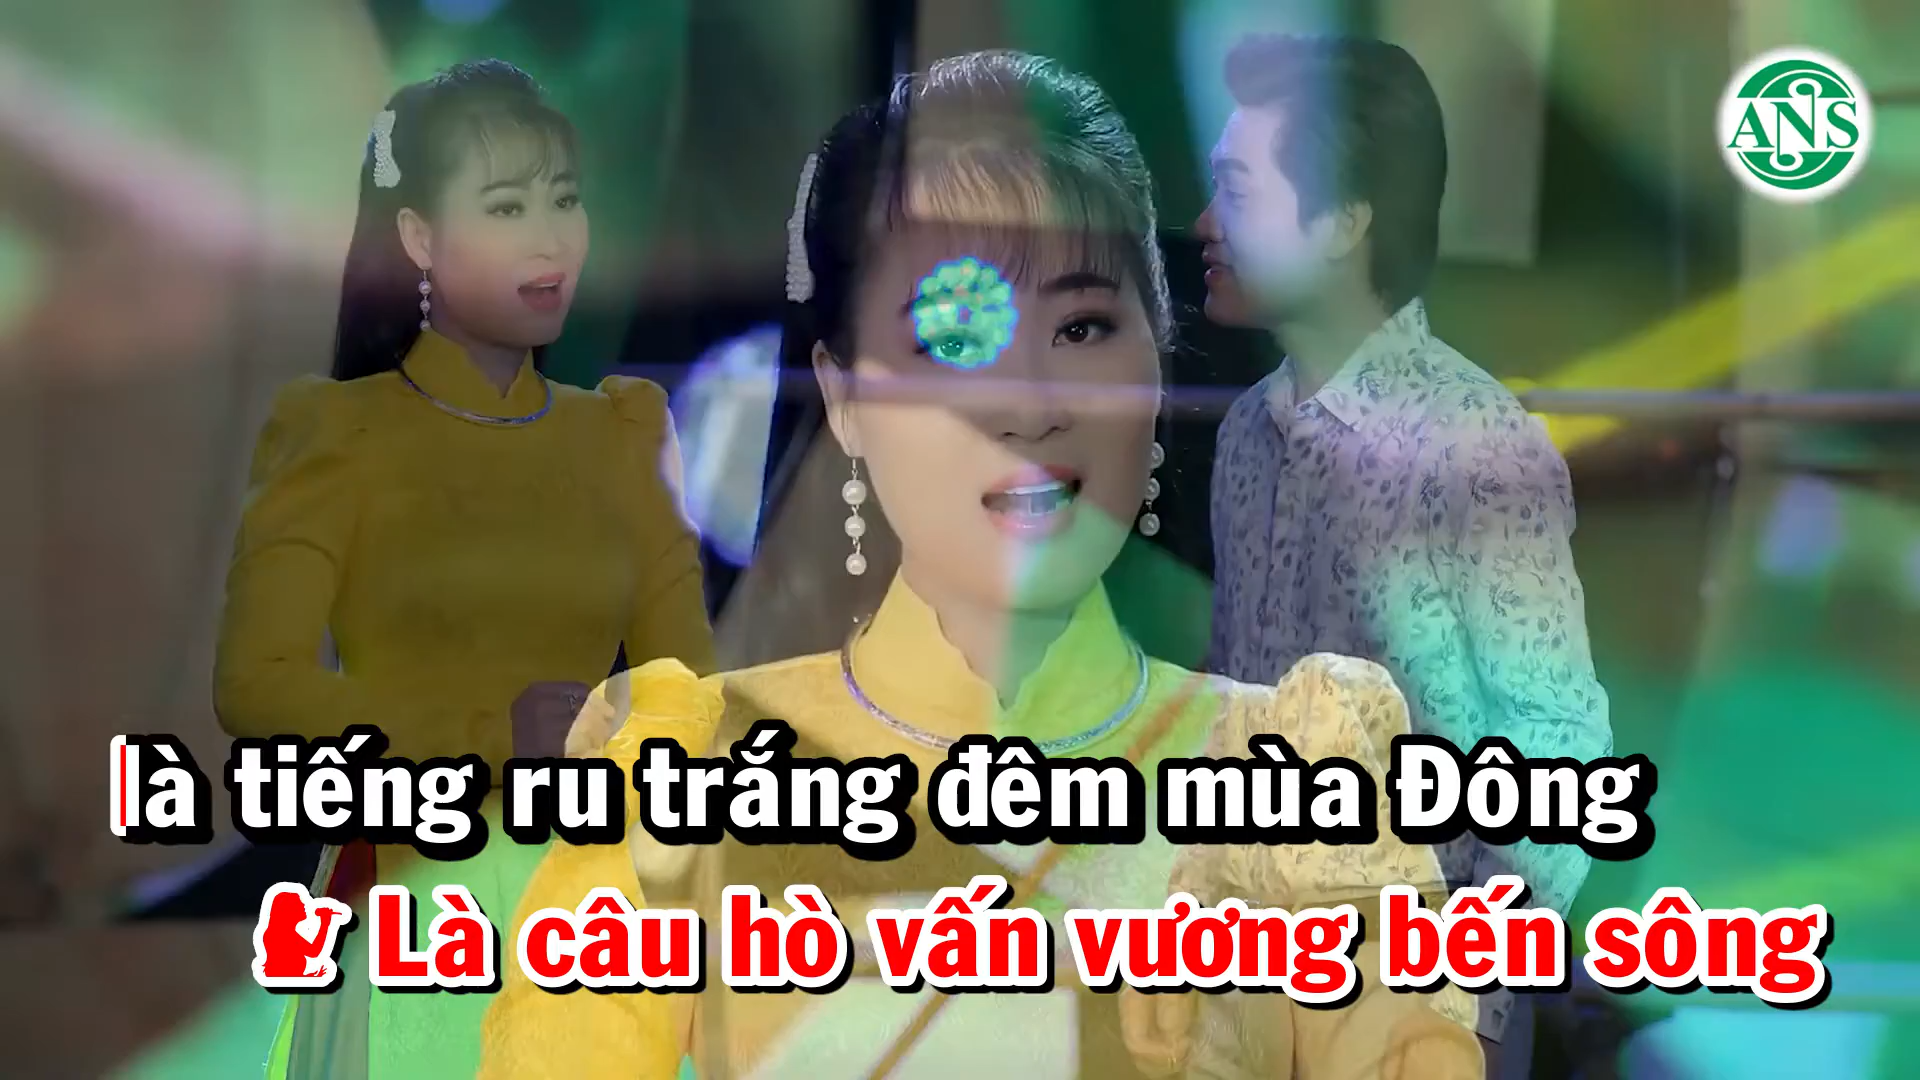 ANS
là tiếng ru trắng đêm mùa Đông
Là câu hò vấn vương bến sông